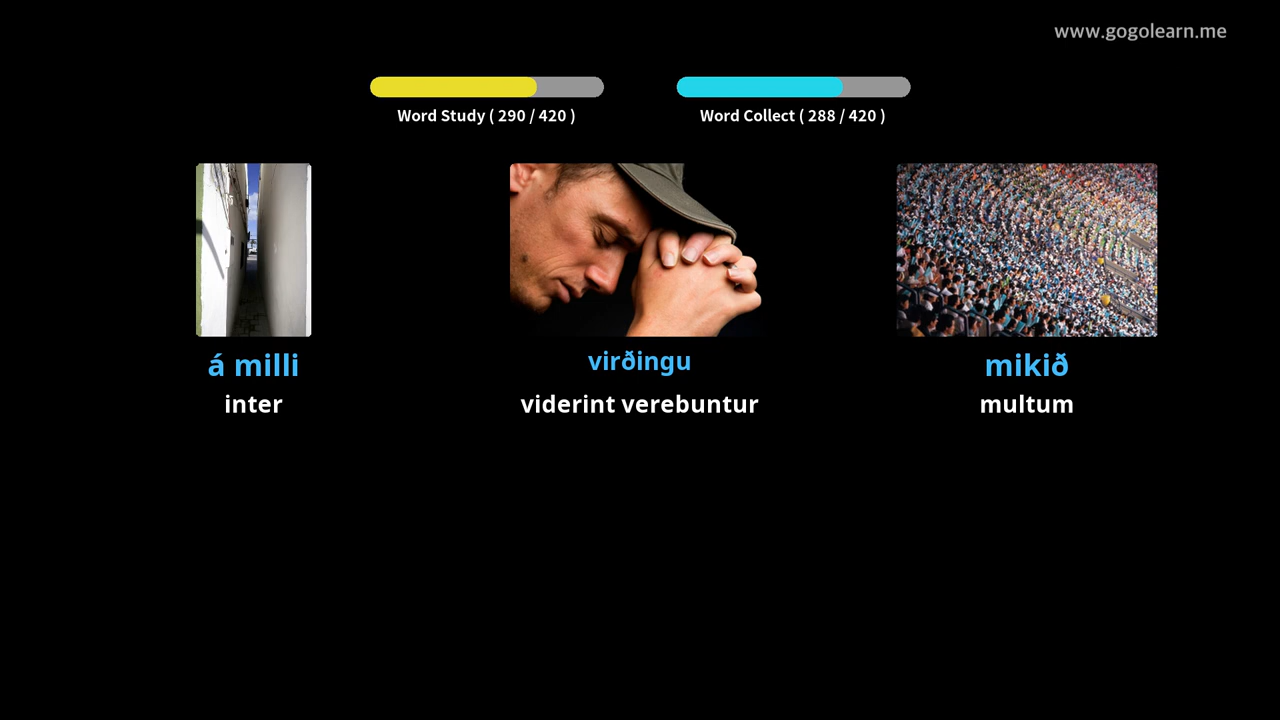 www.gogolearn.me
Word Study ( 290 / 420 )
Word Collect ( 288 / 420 )
á milli
virðingu
mikið
inter
viderint verebuntur
multum